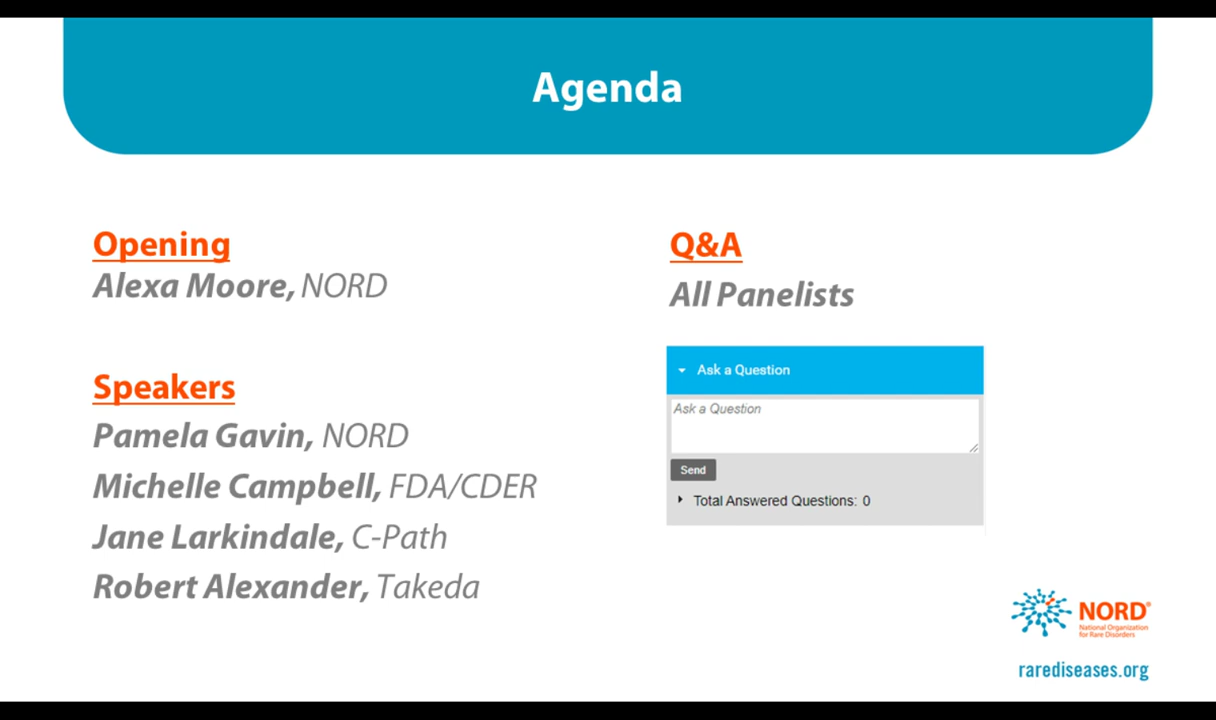 Agenda
Opening
Alexa Moore, NORD
Speakers
Pamela Gavin, NORD
Michelle Campbell, FDA/CDER
Jane Larkindale, C-Path
Robert Alexander, Takeda
Q&A
All Panelists
Ask a Question
Ask a Question
Send
Total Answered Questions: 0
NORD®
National Organization
for Rare Disorders
rarediseases.org